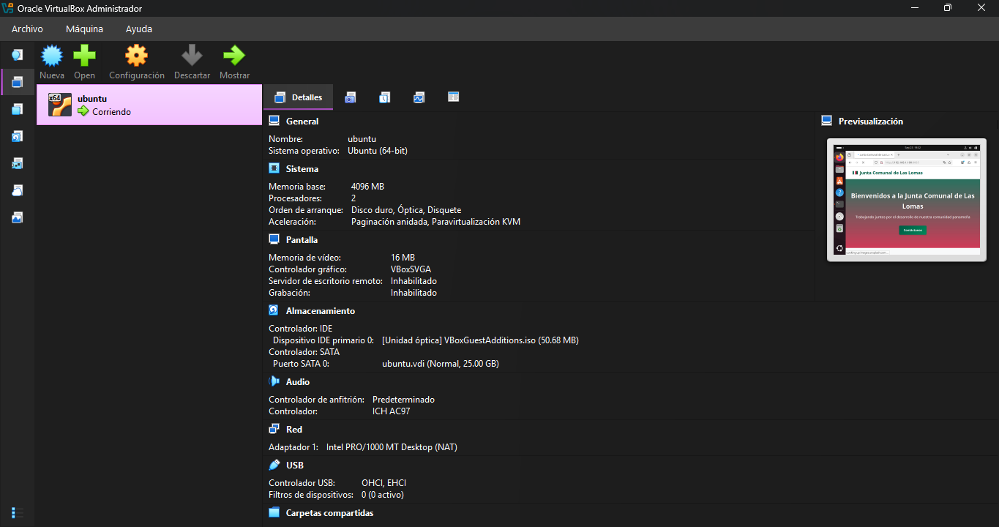 Oracle VirtualBox Administrador
Archivo Máquina Ayuda
Nueva Open Configuración Descartar Mostrar
x64
ubuntu
Corriendo
Detalles
General
Nombre: ubuntu
Sistema operativo: Ubuntu (64-bit)
Sistema
Memoria base: 4096 MB
Procesadores: 2
Orden de arranque: Disco duro, Óptica, Disquete
Aceleración: Paginación anidada, Paravirtualización KVM
Pantalla
Memoria de vídeo: 16 MB
Controlador gráfico: VBoxSVGA
Servidor de escritorio remoto: Inhabilitado
Grabación: Inhabilitado
Almacenamiento
Controlador: IDE
Dispositivo IDE primario 0: [Unidad óptica] VBoxGuestAdditions.iso (50.68 MB)
Controlador: SATA
Puerto SATA 0: ubuntu.vdi (Normal, 25.00 GB)
Audio
Controlador de anfitrión: Predeterminado
Controlador: ICH AC97
Red
Adaptador 1: Intel PRO/1000 MT Desktop (NAT)
USB
Controlador USB: OHCI, EHCI
Filtros de dispositivos: 0 (0 activo)
Carpetas compartidas
Previsualización
Junta Comunal de Las Lomas
Bienvenidos a la Junta Comunal de Las
Lomas
Trabajando juntos por el desarrollo de nuestra comunidad panameña
Contáctanos